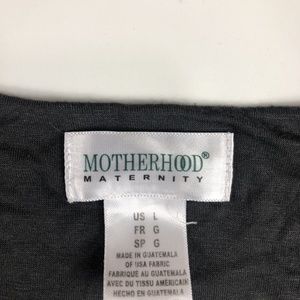 MOTHERHOOD®
MATERNITY
US L
FR G
SP G
MADE IN GUATEMALA
OF USA FABRIC
FABRIQUE AU GUATEMALA
AVEC DU TISSU AMERICAIN
HECHO EN GUATEMALA